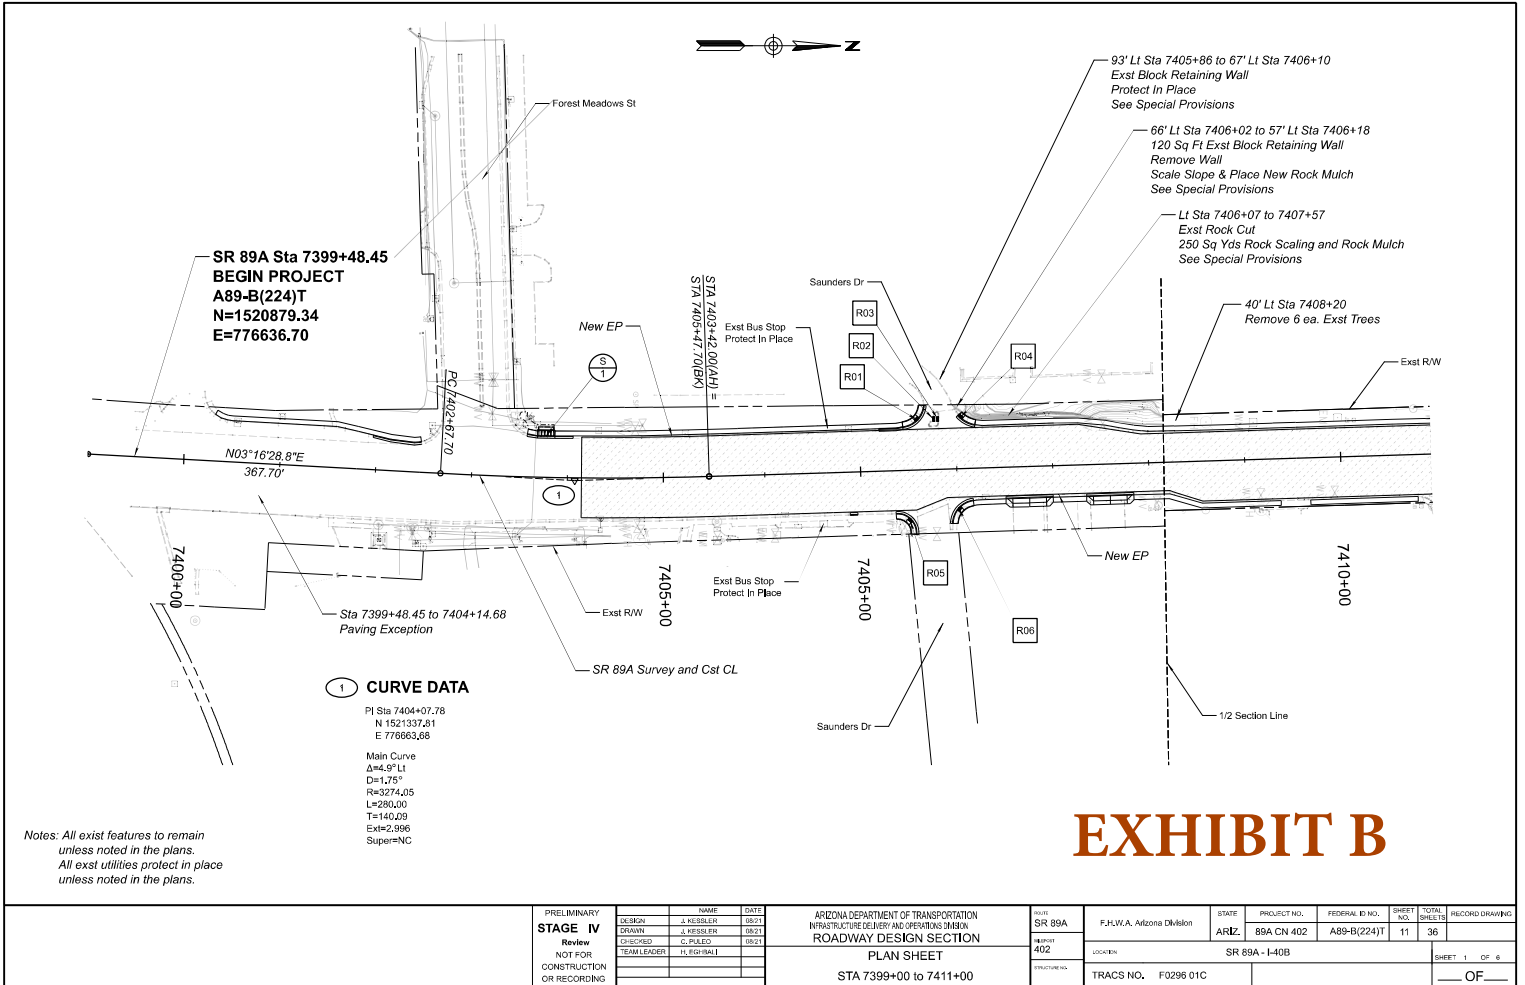 N
93' Lt Sta 7405+86 to 67' Lt Sta 7406+10
Exst Block Retaining Wall
Protect In Place
See Special Provisions
Forest Meadows St
66' Lt Sta 7406+02 to 57' Lt Sta 7406+18
120 Sq Ft Exst Block Retaining Wall
Remove Wall
Scale Slope & Place New Rock Mulch
See Special Provisions
Lt Sta 7406+07 to 7407+57
Exst Rock Cut
250 Sq Yds Rock Scaling and Rock Mulch
See Special Provisions
SR 89A Sta 7399+48.45
BEGIN PROJECT
A89-B(224)T
N=1520879.34
E=776636.70
STA 7403+42.00(AH) =
STA 7405+47.70(BK)
Saunders Dr
40' Lt Sta 7408+20
Remove 6 ea. Exst Trees
New EP
Exst Bus Stop
Protect In Place
R03
R02
R01
R04
S
1
Exst R/W
PC 7402+67.70
N03°16'28.8"E
367.70'
1
7400+00
7405+00
7405+00
7410+00
New EP
Exst Bus Stop
Protect In Place
R05
Exst R/W
Sta 7399+48.45 to 7404+14.68
Paving Exception
R06
SR 89A Survey and Cst CL
1 CURVE DATA
PI Sta 7404+07.78
N 1521337.81
E 776663.68
Main Curve
Δ=4.9° Lt
D=1.75°
R=3274.05
L=280.00
T=140.09
Ext=2.996
Super=NC
Saunders Dr
1/2 Section Line
EXHIBIT B
Notes: All exist features to remain
unless noted in the plans.
All exst utilities protect in place
unless noted in the plans.
PRELIMINARY
STAGE IV
Review
NOT FOR
CONSTRUCTION
OR RECORDING
NAME DATE
DESIGN J. KESSLER 08/21
DRAWN J. KESSLER 08/21
CHECKED C. PULEO 08/21
TEAM LEADER H. EGHBALI
ARIZONA DEPARTMENT OF TRANSPORTATION
INFRASTRUCTURE DELIVERY AND OPERATIONS DIVISION
ROADWAY DESIGN SECTION
PLAN SHEET
STA 7399+00 to 7411+00
ROUTE
SR 89A
MILEPOST
402
STRUCTURE NO.
F.H.W.A. Arizona Division
STATE PROJECT NO. FEDERAL ID NO. SHEET NO. TOTAL SHEETS RECORD DRAWING
ARIZ. 89A CN 402 A89-B(224)T 11 36
LOCATION SR 89A - I-40B
SHEET 1 OF 6
TRACS NO. F0296 01C
OF